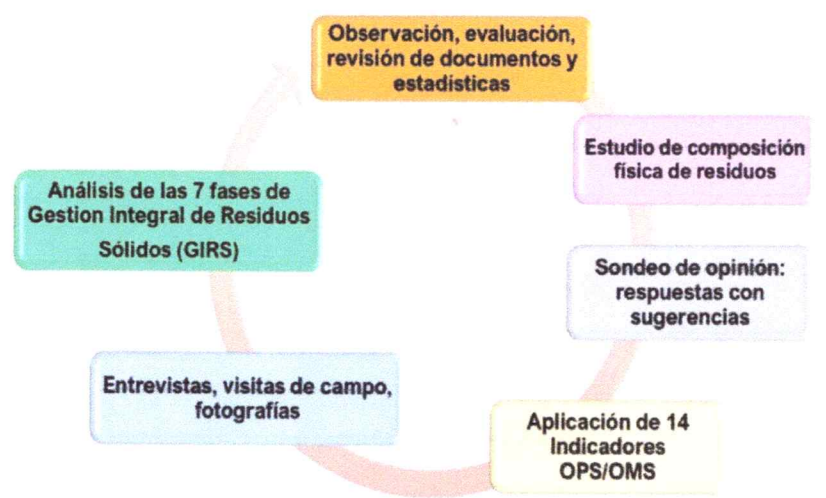 Observación, evaluación,
revisión de documentos y
estadísticas
Estudio de composición
física de residuos
Sondeo de opinión:
respuestas con
sugerencias
Aplicación de 14
Indicadores
OPS/OMS
Entrevistas, visitas de campo,
fotografías
Análisis de las 7 fases de
Gestion Integral de Residuos
Sólidos (GIRS)